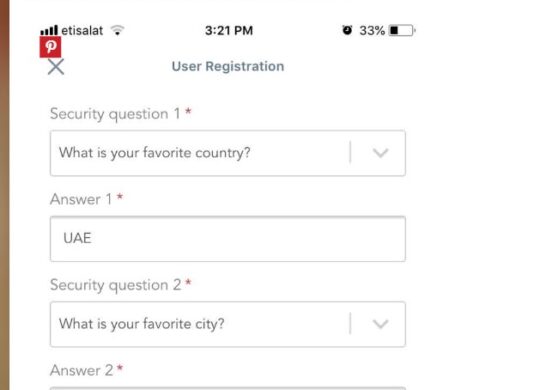 etisalat 3:21 PM 33%
User Registration
Security question 1 *
What is your favorite country?
Answer 1 *
UAE
Security question 2 *
What is your favorite city?
Answer 2 *